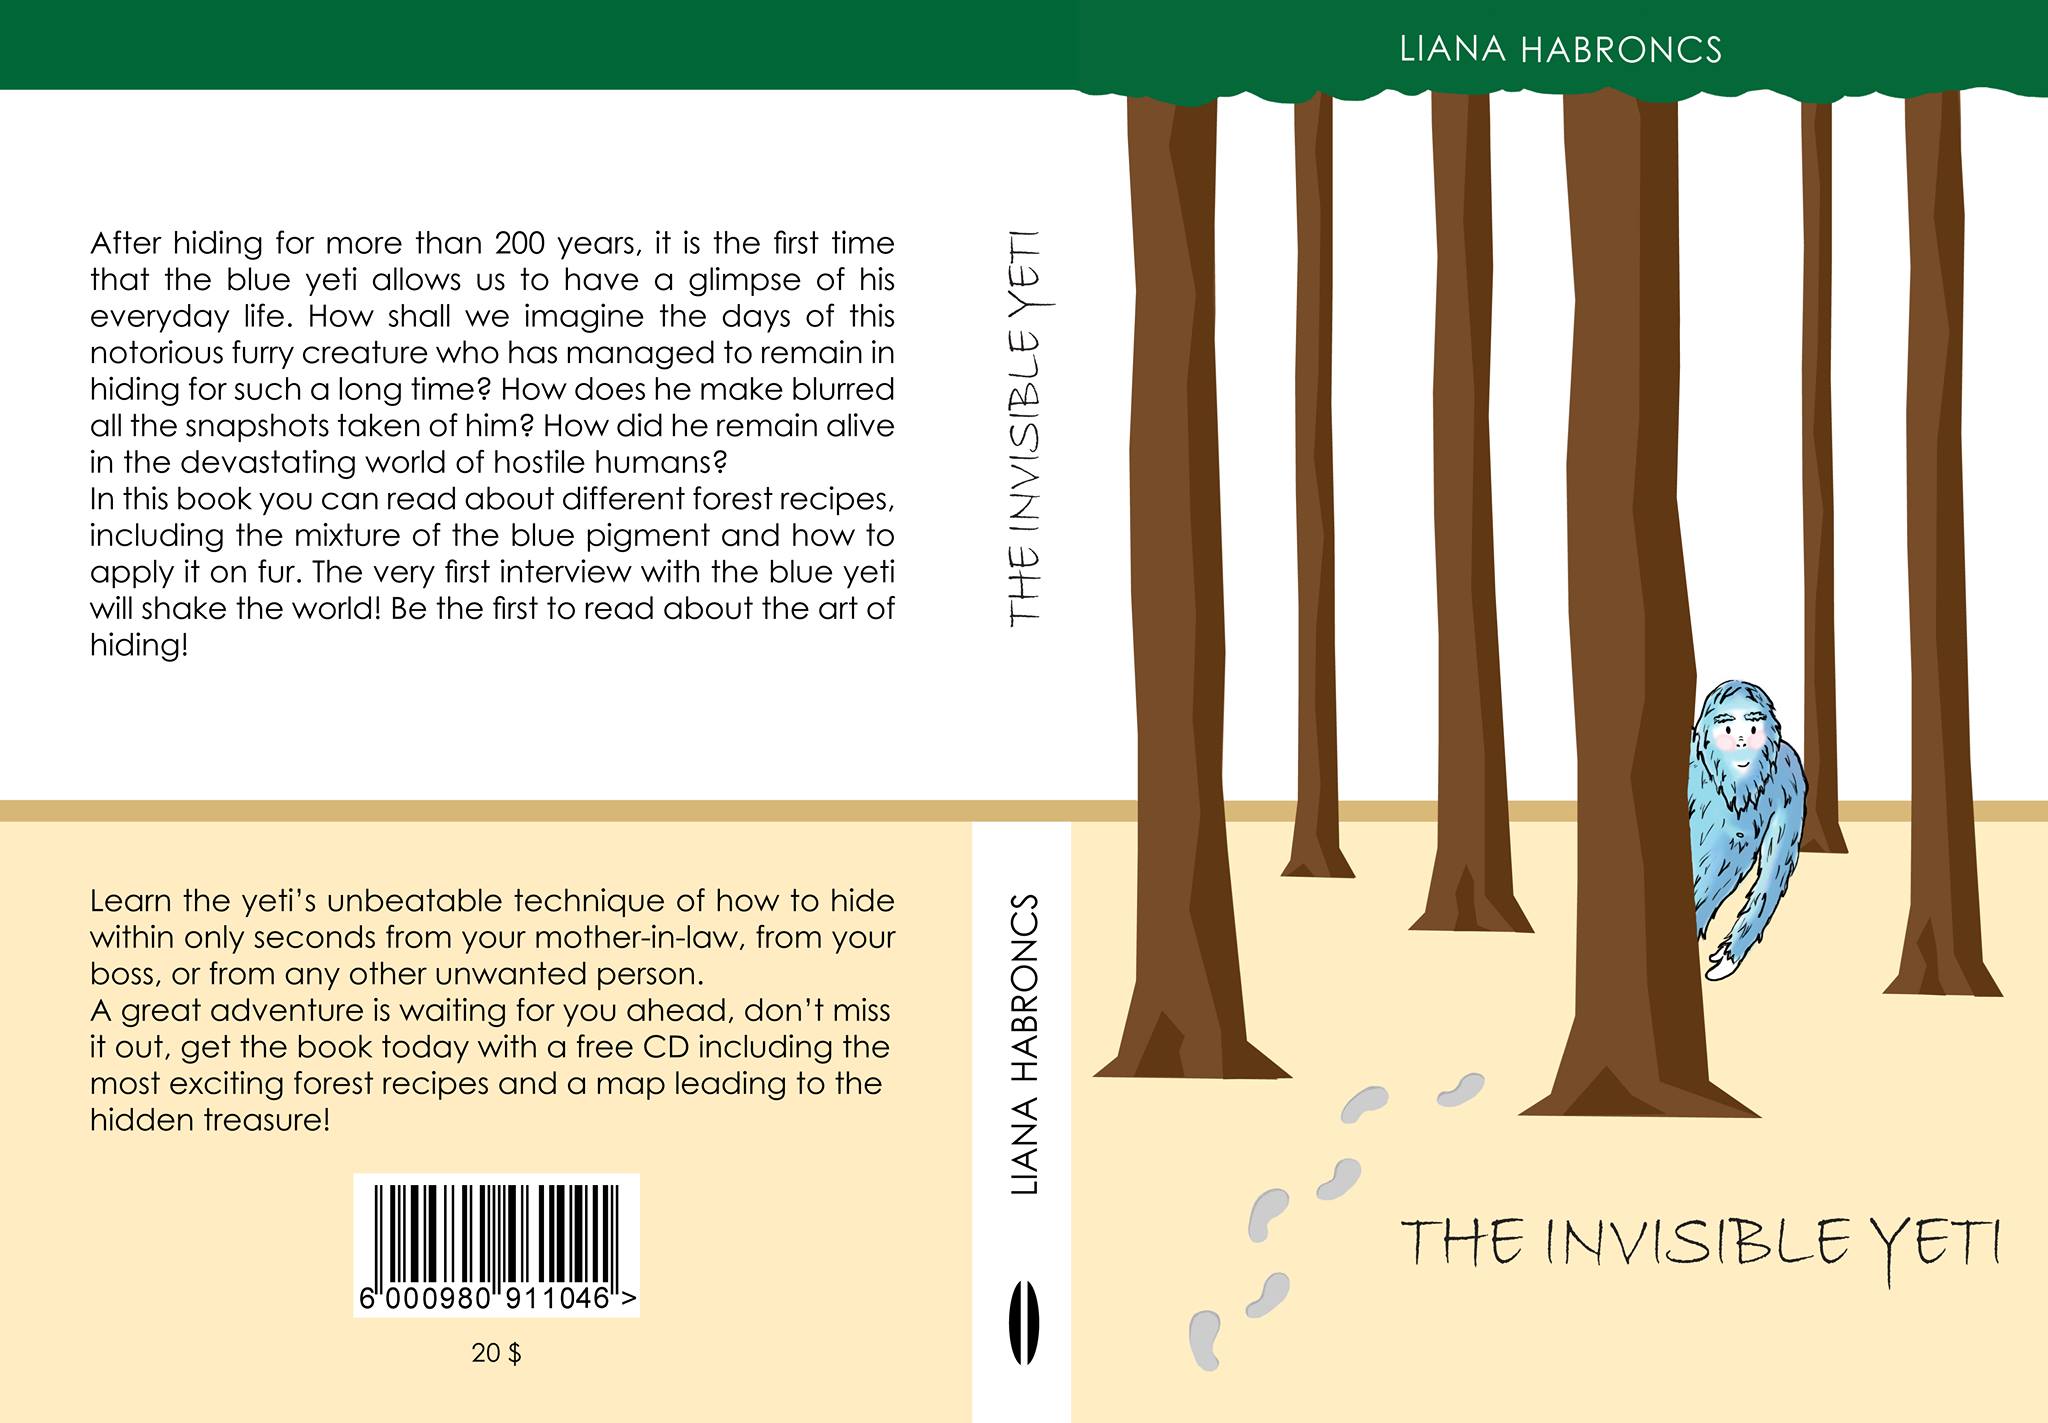 After hiding for more than 200 years, it is the first time
that the blue yeti allows us to have a glimpse of his
everyday life. How shall we imagine the days of this
notorious furry creature who has managed to remain in
hiding for such a long time? How does he make blurred
all the snapshots taken of him? How did he remain alive
in the devastating world of hostile humans?
In this book you can read about different forest recipes,
including the mixture of the blue pigment and how to
apply it on fur. The very first interview with the blue yeti
will shake the world! Be the first to read about the art of
hiding!
Learn the yeti’s unbeatable technique of how to hide
within only seconds from your mother-in-law, from your
boss, or from any other unwanted person.
A great adventure is waiting for you ahead, don’t miss
it out, get the book today with a free CD including the
most exciting forest recipes and a map leading to the
hidden treasure!
6 000980 911046 >
20 $
THE INVISIBLE YETI
LIANA HABRONCS
LIANA HABRONCS
THE INVISIBLE YETI